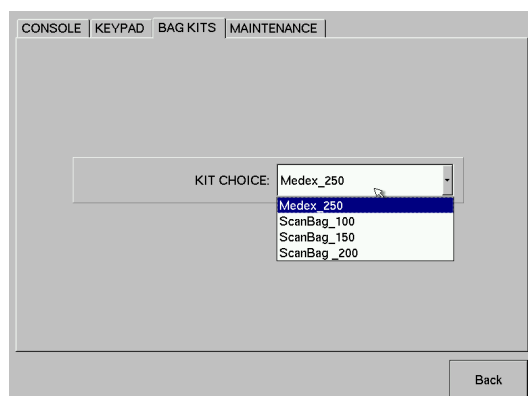 CONSOLE KEYPAD BAG KITS MAINTENANCE
KIT CHOICE: Medex_250
Medex_250
ScanBag_100
ScanBag_150
ScanBag _200
Back